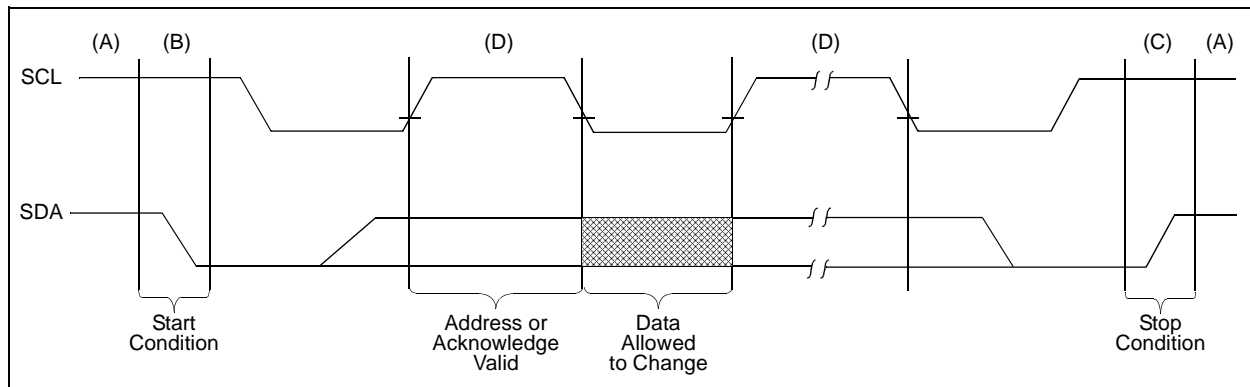 (A) (B) (D) (D) (C) (A)
SCL
SDA
Start
Condition
Address or
Acknowledge
Valid
Data
Allowed
to Change
Stop
Condition